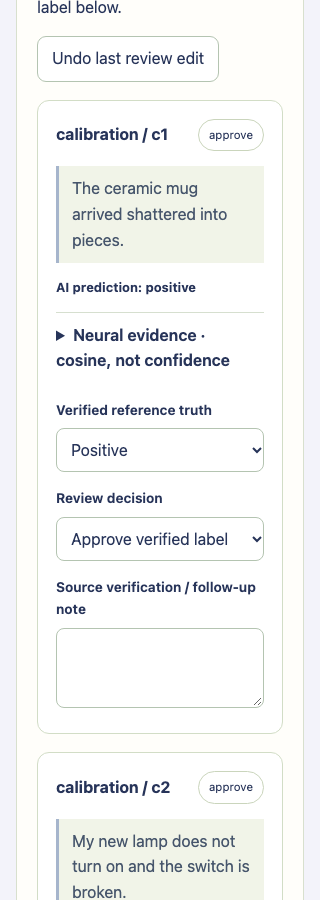 label below.
Undo last review edit
calibration / c1
approve
The ceramic mug
arrived shattered into
pieces.
AI prediction: positive
▶ Neural evidence ·
cosine, not confidence
Verified reference truth
Positive
Review decision
Approve verified label
Source verification / follow-up
note
calibration / c2
approve
My new lamp does not
turn on and the switch is
broken.